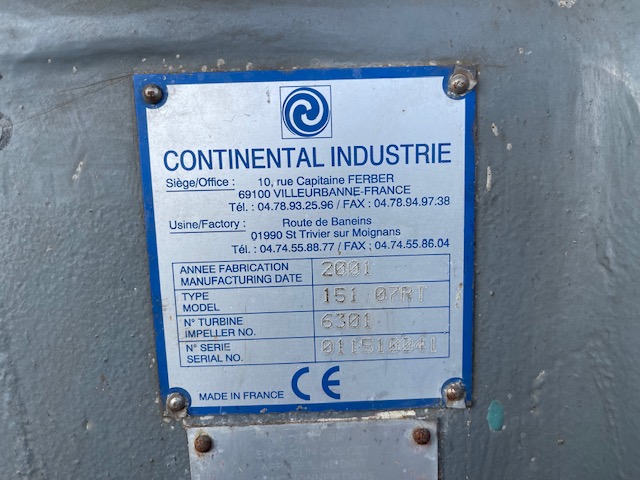 CONTINENTAL INDUSTRIE
Siège/Office : 10, rue Capitaine FERBER
69100 VILLEURBANNE-FRANCE
Tél. : 04.78.93.25.96 / FAX : 04.78.94.97.38
Usine/Factory : Route de Baneins
01990 St Trivier sur Moignans
Tél. : 04.74.55.88.77 / FAX : 04.74.55.86.04
ANNEE FABRICATION
MANUFACTURING DATE 2001
TYPE
MODEL 151 07RT
N° TURBINE
IMPELLER NO. 6301
N° SERIE
SERIAL NO. 011510041
MADE IN FRANCE CE